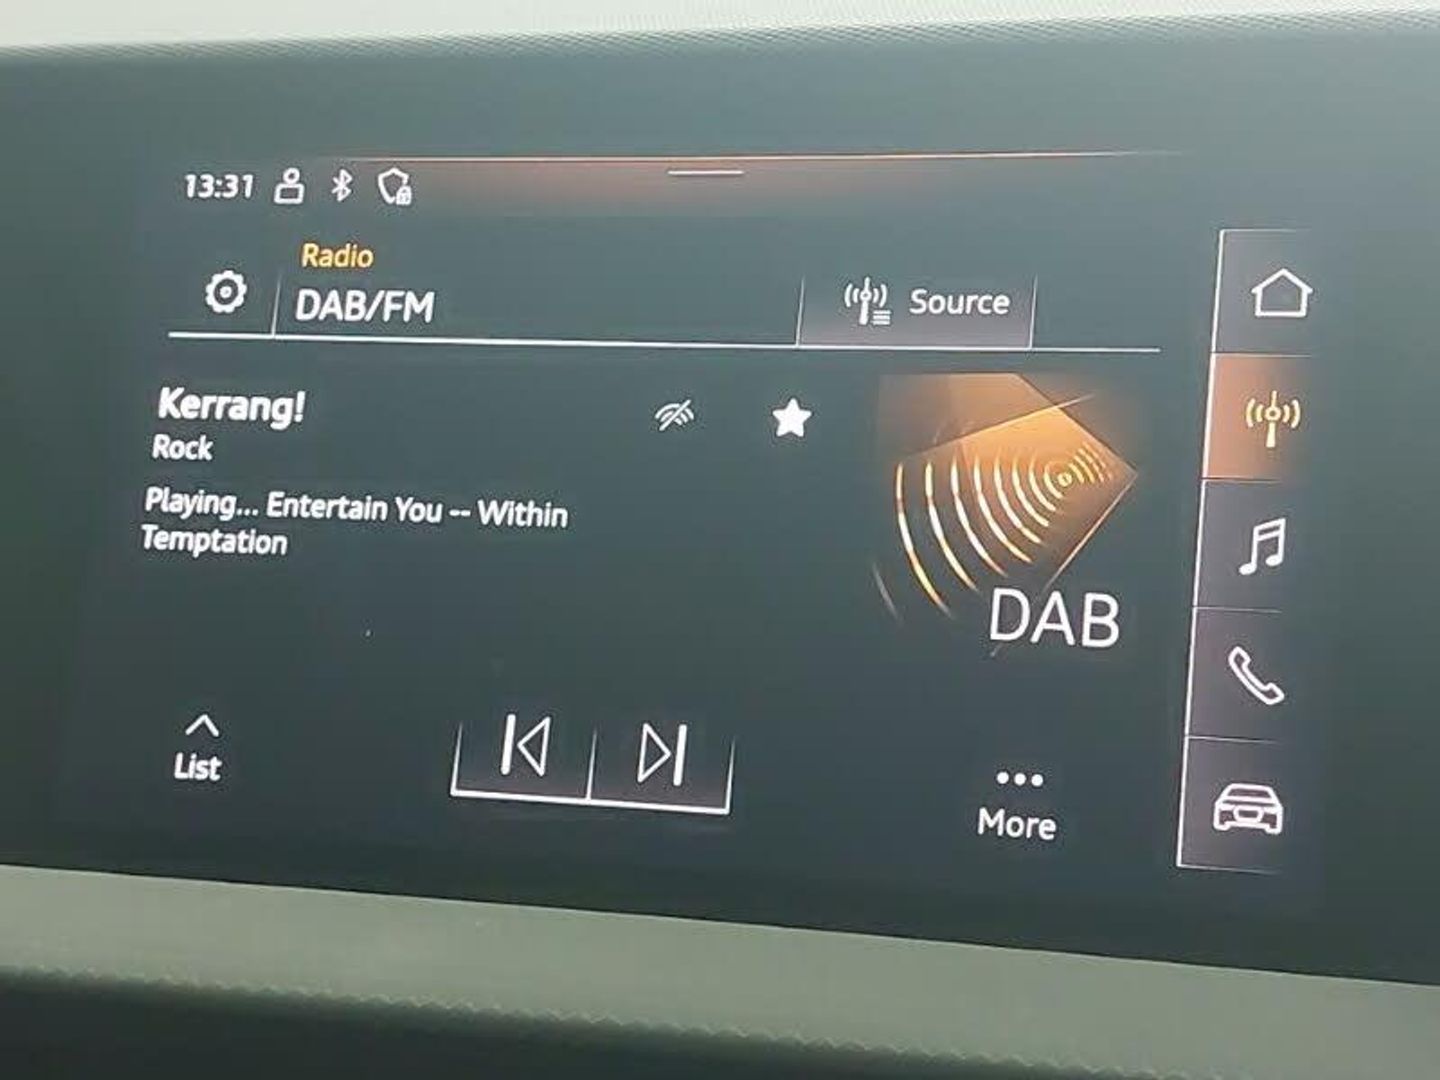 13:31
Radio
DAB/FM
Source
Kerrang!
Rock
Playing... Entertain You -- Within
Temptation
DAB
List
More